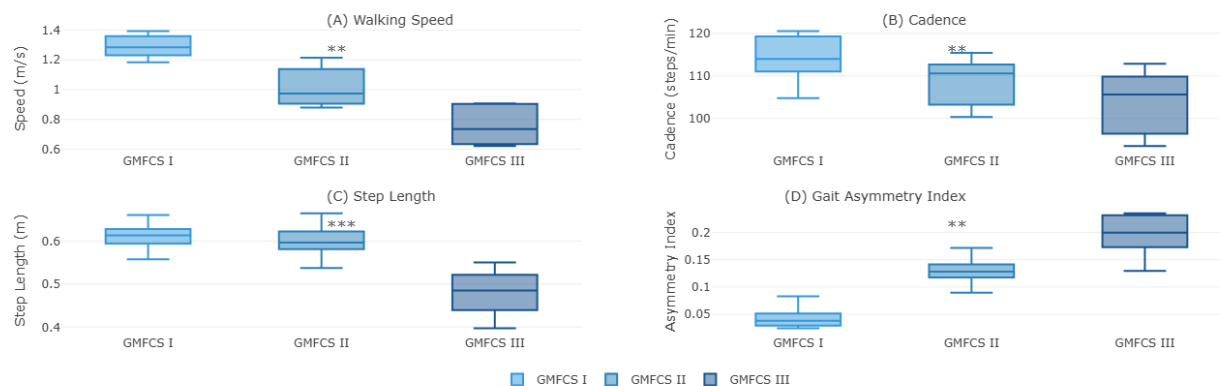 (A) Walking Speed
Speed (m/s)
1.4
1.2
1
0.8
0.6
**
GMFCS I
GMFCS II
GMFCS III
(B) Cadence
Cadence (steps/min)
120
110
100
**
GMFCS I
GMFCS II
GMFCS III
(C) Step Length
Step Length (m)
0.6
0.5
0.4
***
GMFCS I
GMFCS II
GMFCS III
(D) Gait Asymmetry Index
Asymmetry Index
0.2
0.15
0.1
0.05
**
GMFCS I
GMFCS II
GMFCS III
GMFCS I GMFCS II GMFCS III